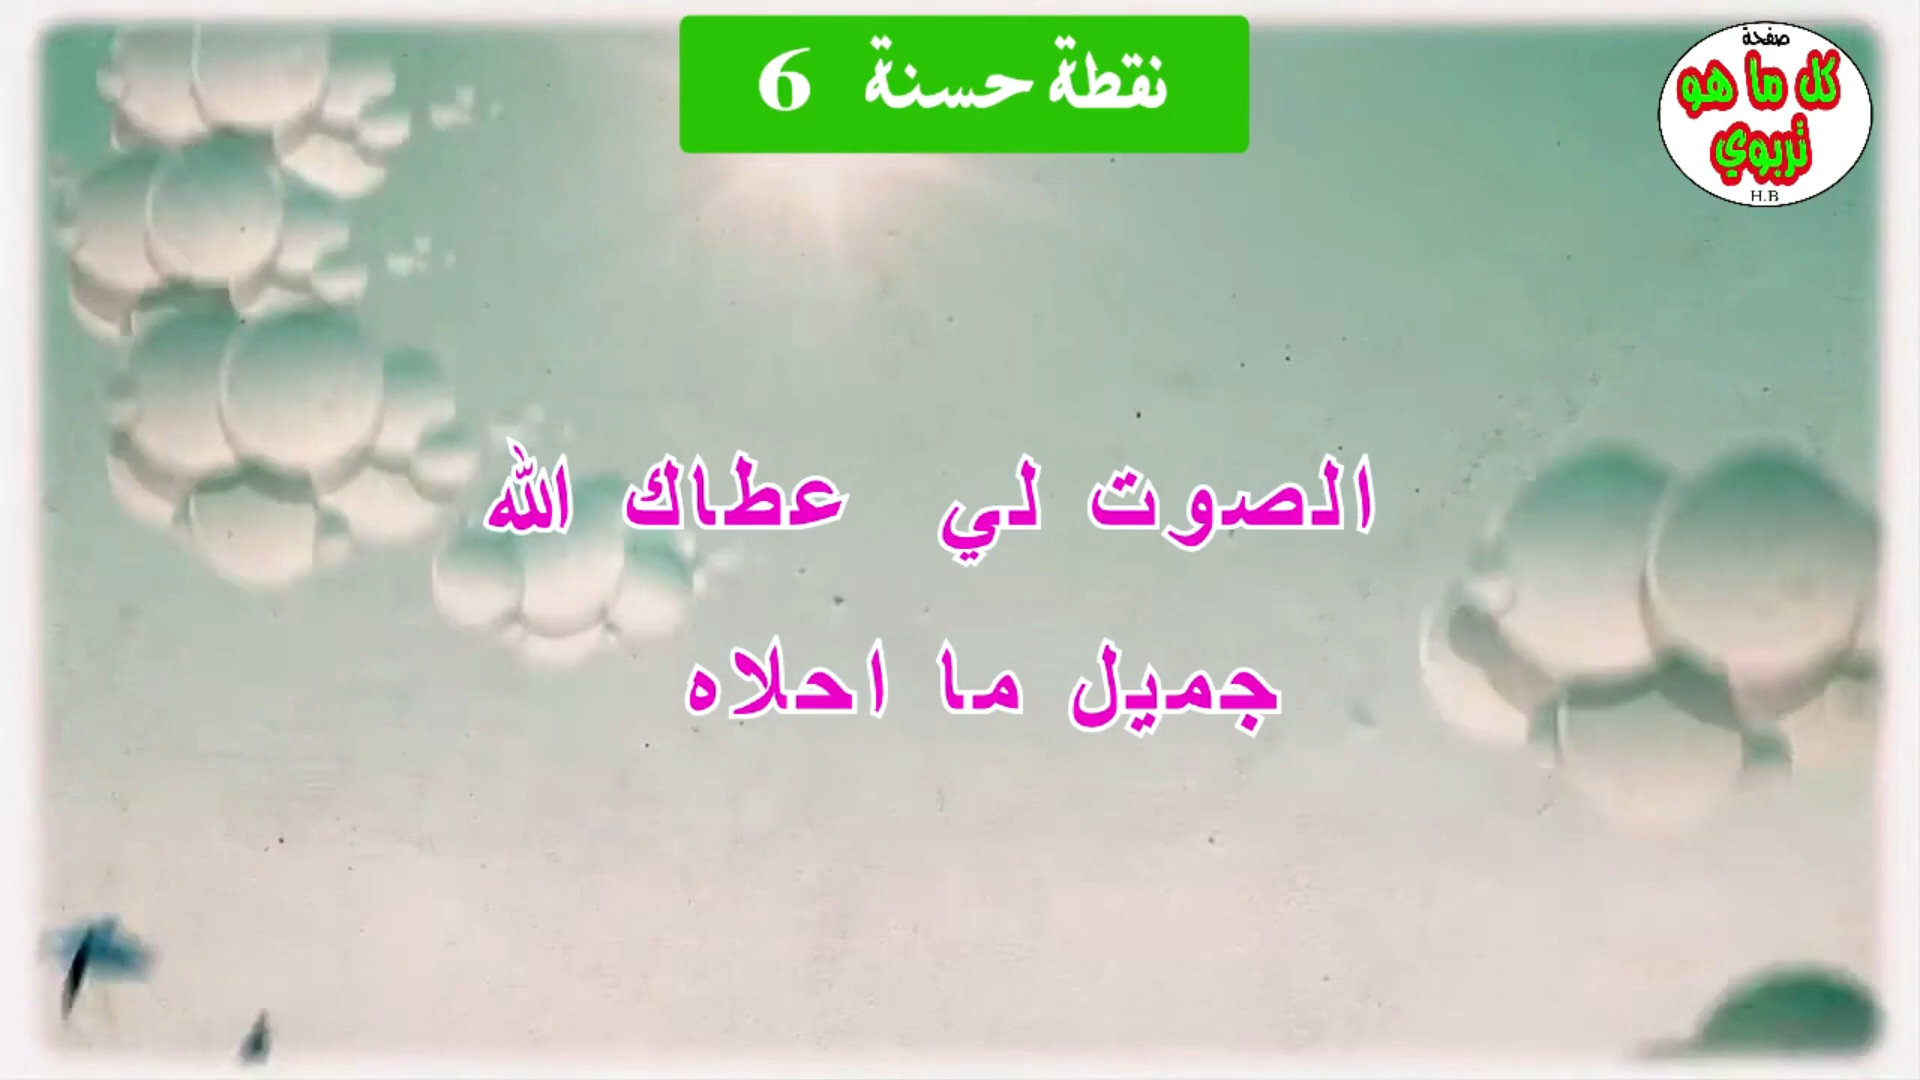 نقطة حسنة 6
صفحة
كل ما هو
تربوي
H.B
الصوت لي عطاك الله
جميل ما احلاه